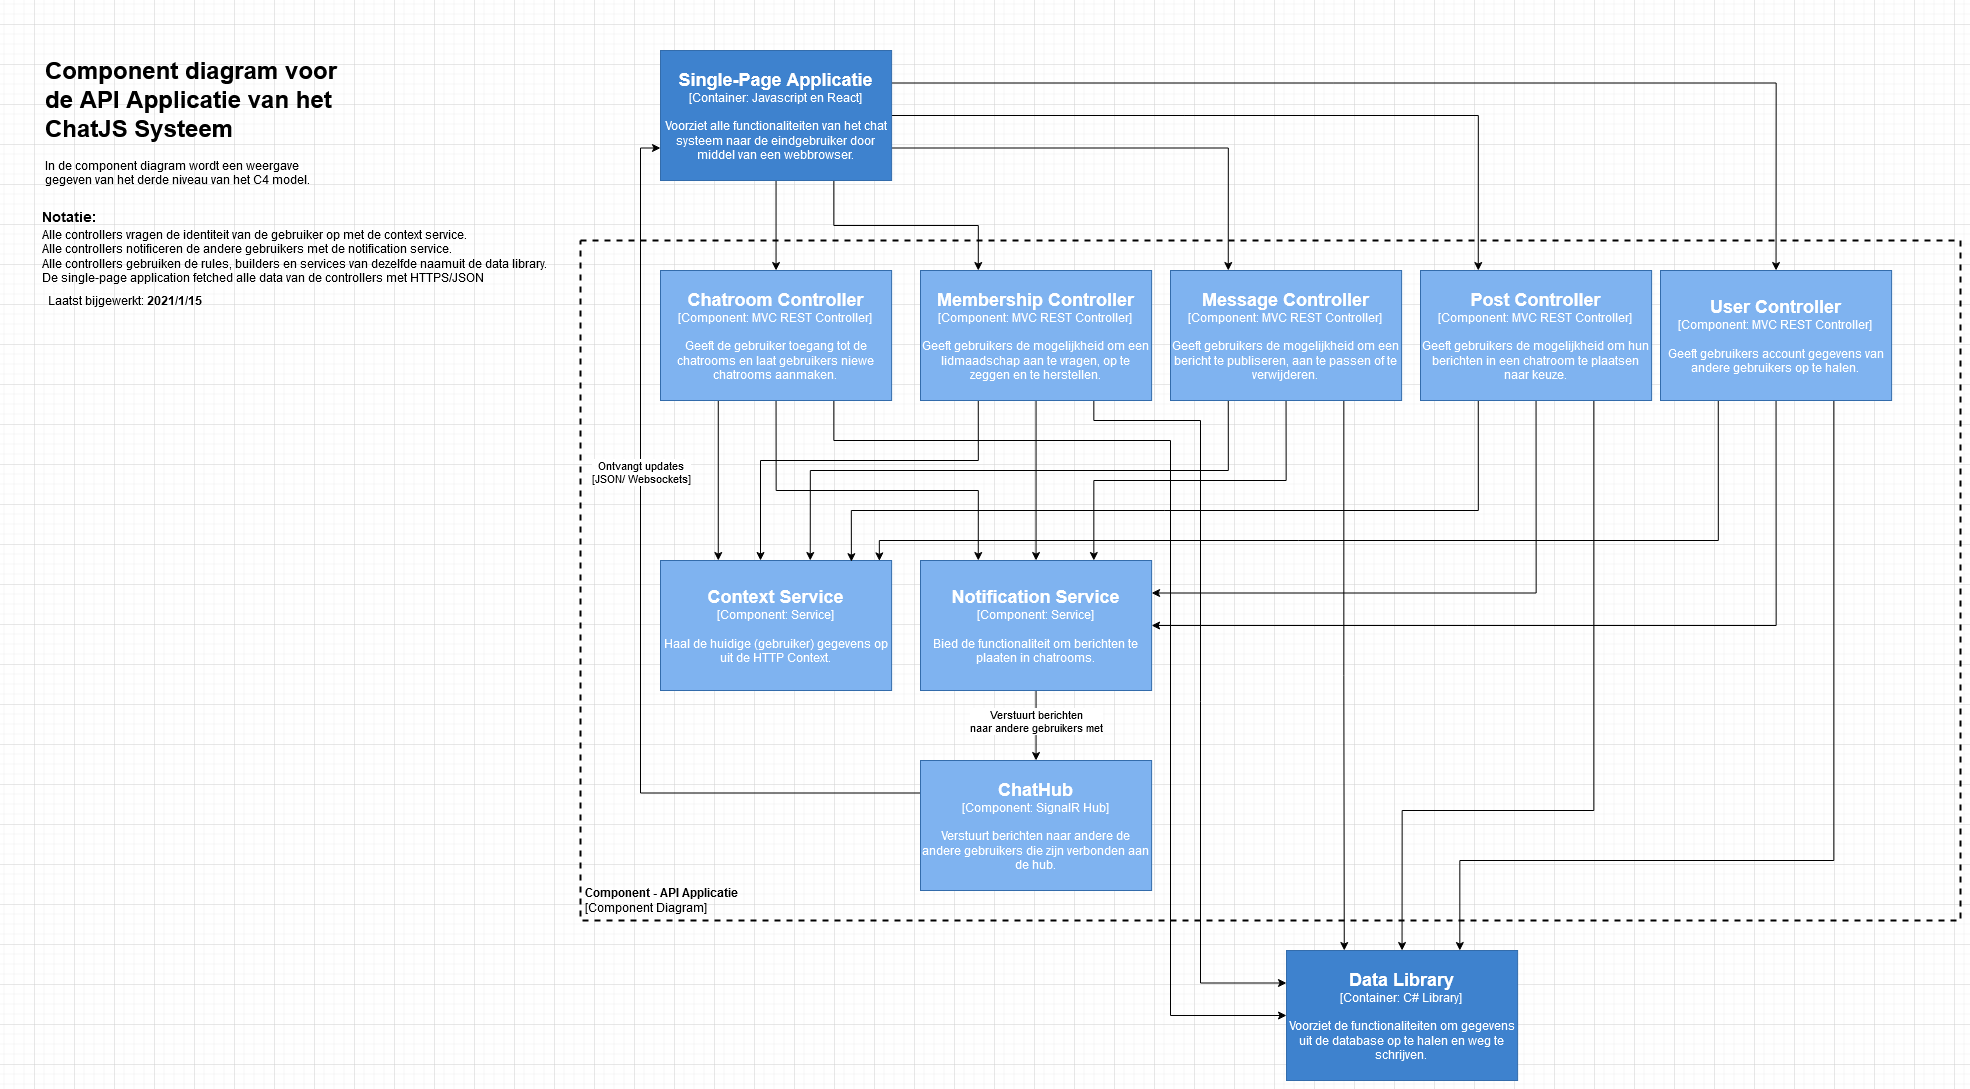 Component diagram voor
de API Applicatie van het
ChatJS Systeem
In de component diagram wordt een weergave
gegeven van het derde niveau van het C4 model.
Notatie:
Alle controllers vragen de identiteit van de gebruiker op met de context service.
Alle controllers notificeren de andere gebruikers met de notification service.
Alle controllers gebruiken de rules, builders en services van dezelfde naamuit de data library.
De single-page application fetched alle data van de controllers met HTTPS/JSON
Laatst bijgewerkt: 2021/1/15
Single-Page Applicatie
[Container: Javascript en React]
Voorziet alle functionaliteiten van het chat
systeem naar de eindgebruiker door
middel van een webbrowser.
Chatroom Controller
[Component: MVC REST Controller]
Geeft de gebruiker toegang tot de
chatrooms en laat gebruikers niewe
chatrooms aanmaken.
Membership Controller
[Component: MVC REST Controller]
Geeft gebruikers de mogelijkheid om een
lidmaadschap aan te vragen, op te
zeggen en te herstellen.
Message Controller
[Component: MVC REST Controller]
Geeft gebruikers de mogelijkheid om een
bericht te publiseren, aan te passen of te
verwijderen.
Post Controller
[Component: MVC REST Controller]
Geeft gebruikers de mogelijkheid om hun
berichten in een chatroom te plaatsen
naar keuze.
User Controller
[Component: MVC REST Controller]
Geeft gebruikers account gegevens van
andere gebruikers op te halen.
Ontvangt updates
[JSON/ Websockets]
Context Service
[Component: Service]
Haal de huidige (gebruiker) gegevens op
uit de HTTP Context.
Notification Service
[Component: Service]
Bied de functionaliteit om berichten te
plaaten in chatrooms.
Verstuurt berichten
naar andere gebruikers met
ChatHub
[Component: SignalR Hub]
Verstuurt berichten naar andere de
andere gebruikers die zijn verbonden aan
de hub.
Component - API Applicatie
[Component Diagram]
Data Library
[Container: C# Library]
Voorziet de functionaliteiten om gegevens
uit de database op te halen en weg te
schrijven.